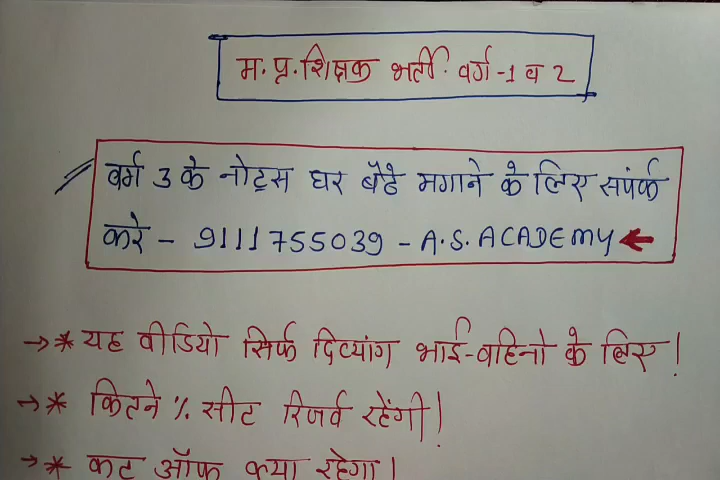 म. प्र. शिक्षक भर्ती. वर्ग -1 व 2
वर्ग 3 के नोट्स घर बैठे मगाने के लिए संपर्क
करे - 9111755039 - A.S. ACADEMY ←
→* यह वीडियो सिर्फ दिव्यांग भाई-वहिनो के लिए!
→* कितने % सीट रिजर्व रहेंगी!
→* कट ऑफ क्या रहेगा।